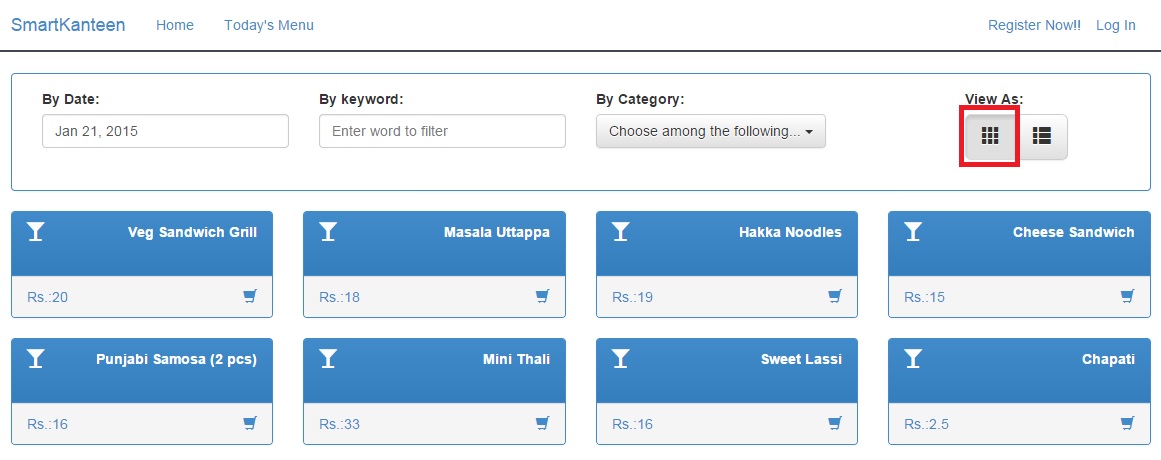 SmartKanteen Home Today's Menu Register Now!! Log In
By Date: By keyword: By Category: View As:
Jan 21, 2015 Enter word to filter Choose among the following...
Veg Sandwich Grill Masala Uttappa Hakka Noodles Cheese Sandwich
Rs.:20 Rs.:18 Rs.:19 Rs.:15
Punjabi Samosa (2 pcs) Mini Thali Sweet Lassi Chapati
Rs.:16 Rs.:33 Rs.:16 Rs.:2.5